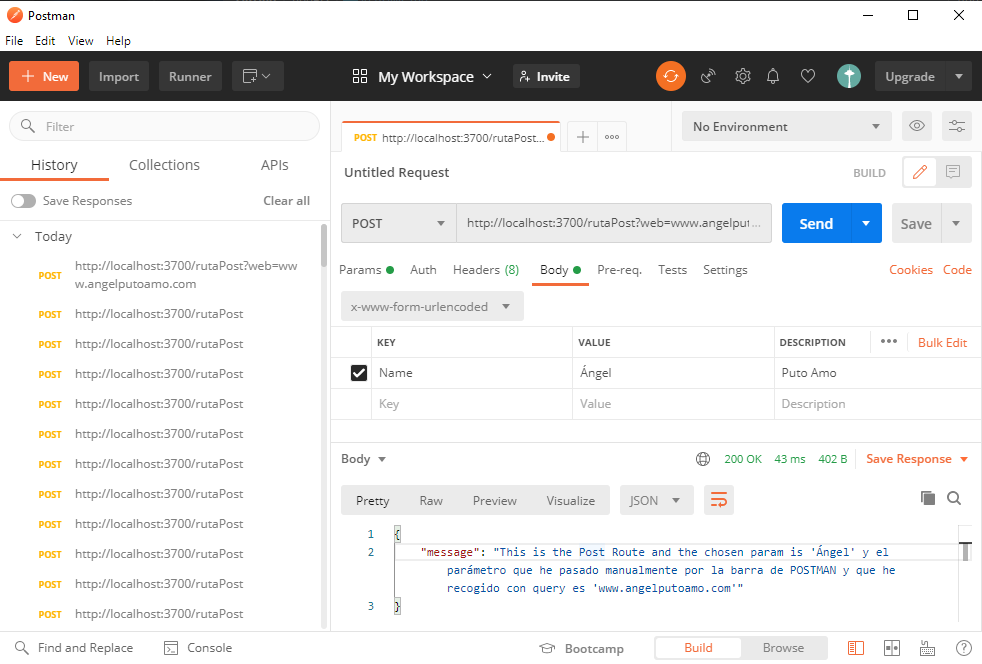 Postman
File Edit View Help
New Import Runner My Workspace Invite Upgrade
Filter
History Collections APIs
Save Responses Clear all
Today
POST http://localhost:3700/rutaPost?web=ww
w.angelputoamo.com
POST http://localhost:3700/rutaPost
POST http://localhost:3700/rutaPost
POST http://localhost:3700/rutaPost
POST http://localhost:3700/rutaPost
POST http://localhost:3700/rutaPost
POST http://localhost:3700/rutaPost
POST http://localhost:3700/rutaPost
POST http://localhost:3700/rutaPost
POST http://localhost:3700/rutaPost
POST http://localhost:3700/rutaPost
POST http://localhost:3700/rutaPost
POST http://localhost:3700/rutaPost... No Environment
Untitled Request BUILD
POST http://localhost:3700/rutaPost?web=www.angelput... Send Save
Params Auth Headers (8) Body Pre-req. Tests Settings Cookies Code
x-www-form-urlencoded
KEY VALUE DESCRIPTION Bulk Edit
Name Ángel Puto Amo
Key Value Description
Body 200 OK 43 ms 402 B Save Response
Pretty Raw Preview Visualize JSON
1 {
2 "message": "This is the Post Route and the chosen param is 'Ángel' y el
parámetro que he pasado manualmente por la barra de POSTMAN y que he
recogido con query es 'www.angelputoamo.com'"
3 }
Find and Replace Console Bootcamp Build Browse